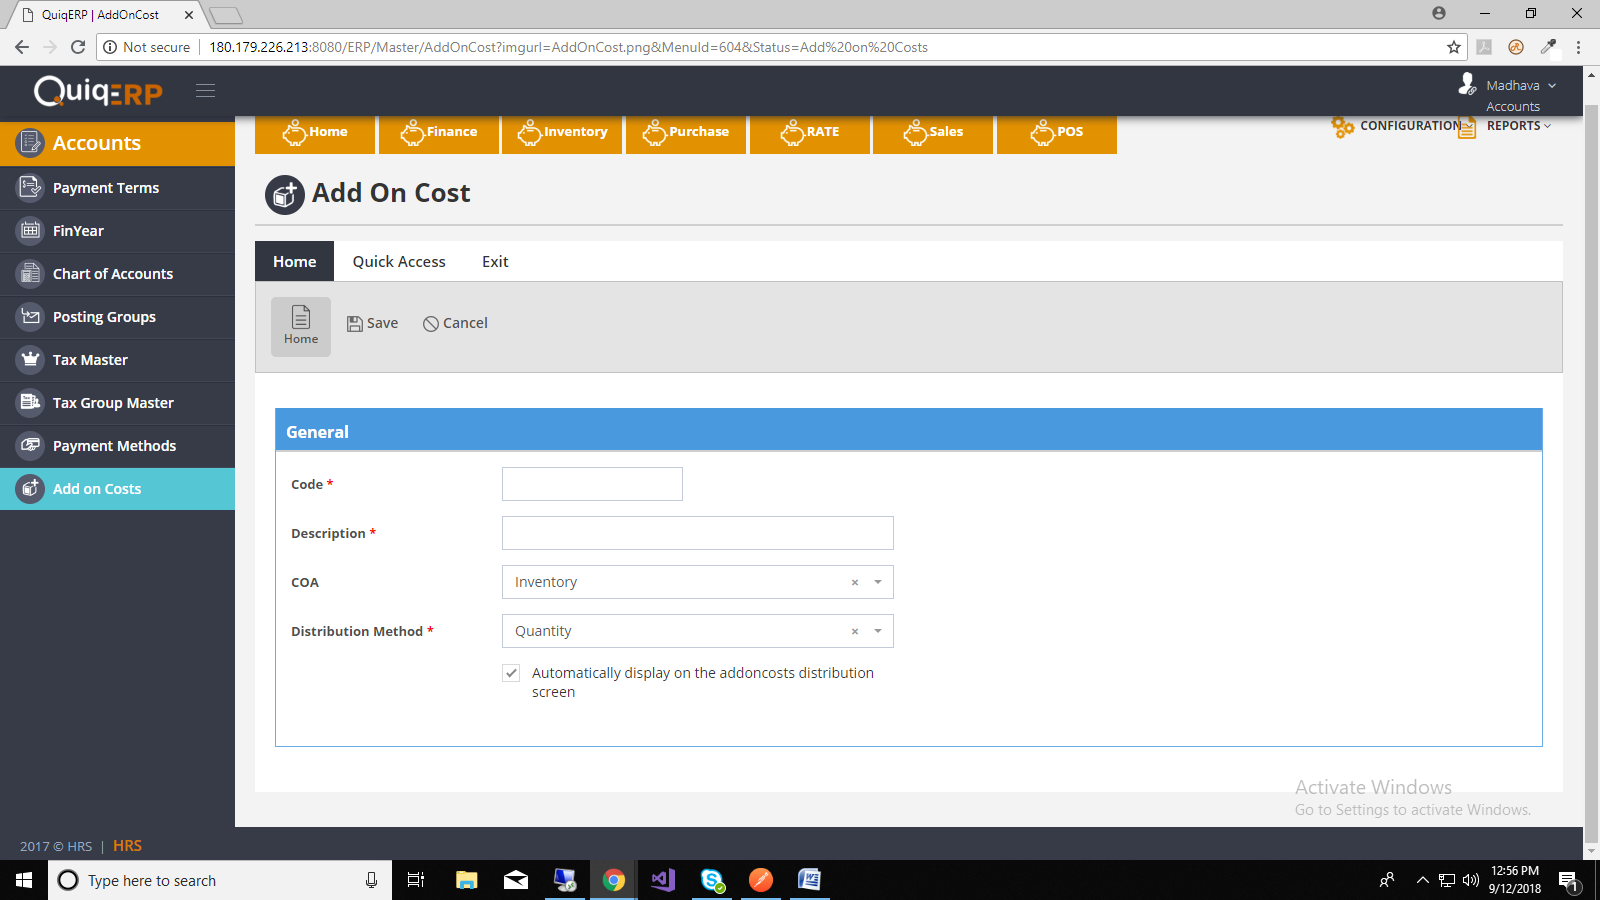 QuiqERP | AddOnCost
Not secure | 180.179.226.213:8080/ERP/Master/AddOnCost?imgurl=AddOnCost.png&MenuId=604&Status=Add%20on%20Costs
QuiqERP
Madhava
Accounts
Accounts
Payment Terms
FinYear
Chart of Accounts
Posting Groups
Tax Master
Tax Group Master
Payment Methods
Add on Costs
Home Finance Inventory Purchase RATE Sales POS
CONFIGURATION REPORTS
Add On Cost
Home Quick Access Exit
Home Save Cancel
General
Code *
Description *
COA Inventory × 
Distribution Method * Quantity ×
Automatically display on the addoncosts distribution
screen
Activate Windows
Go to Settings to activate Windows.
2017 © HRS | HRS
Type here to search
12:56 PM
9/12/2018
1